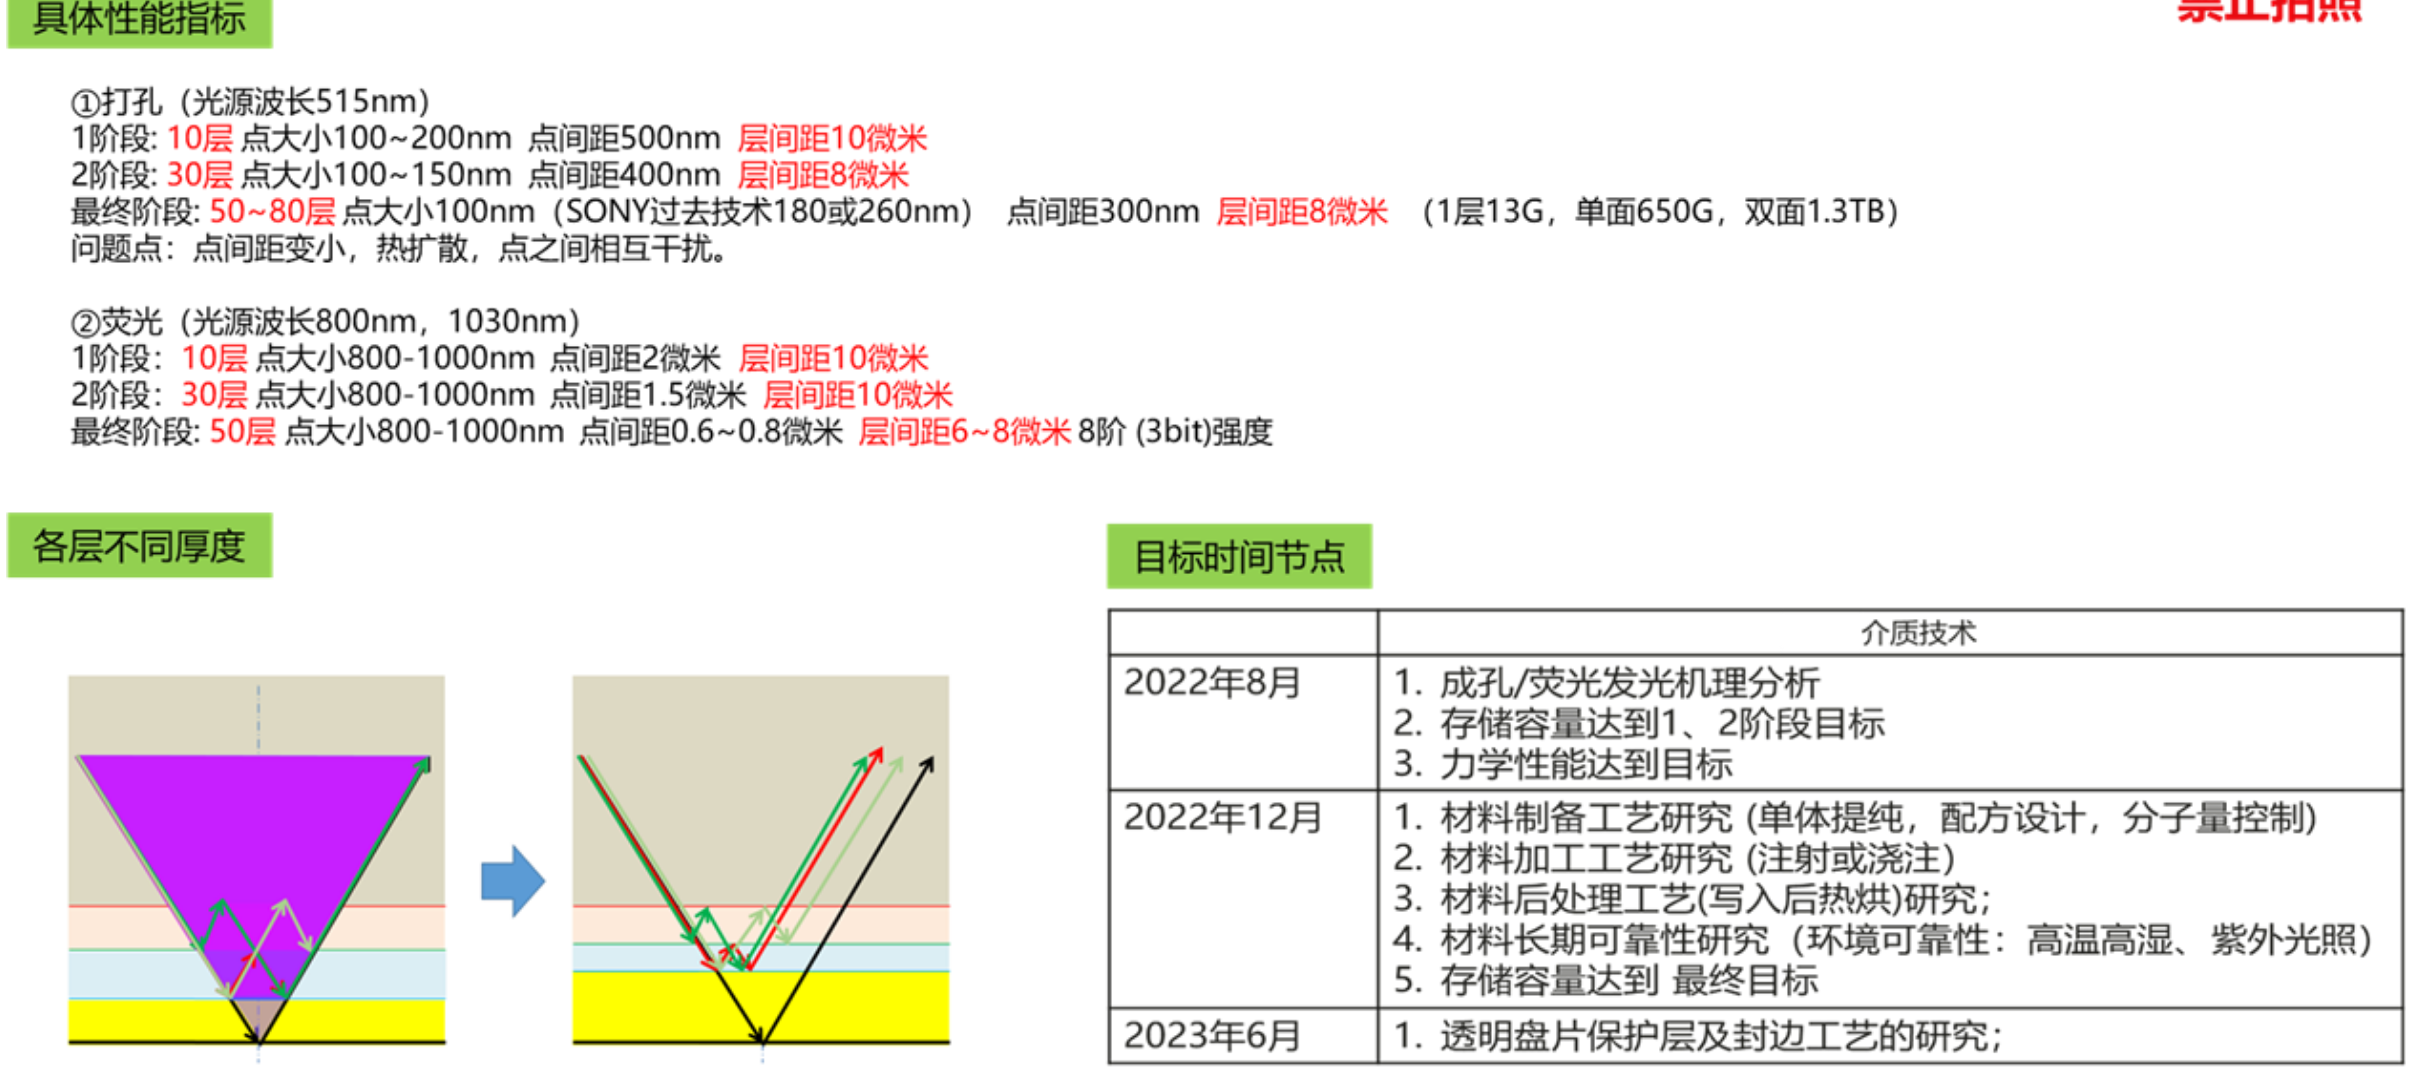 具体性能指标
禁止拍照
①打孔（光源波长515nm）
1阶段: 10层 点大小100~200nm 点间距500nm 层间距10微米
2阶段: 30层 点大小100~150nm 点间距400nm 层间距8微米
最终阶段: 50~80层 点大小100nm（SONY过去技术180或260nm） 点间距300nm 层间距8微米 （1层13G，单面650G，双面1.3TB）
问题点：点间距变小，热扩散，点之间相互干扰。
②荧光（光源波长800nm，1030nm）
1阶段：10层 点大小800-1000nm 点间距2微米 层间距10微米
2阶段：30层 点大小800-1000nm 点间距1.5微米 层间距10微米
最终阶段: 50层 点大小800-1000nm 点间距0.6~0.8微米 层间距6~8微米 8阶 (3bit)强度
各层不同厚度
目标时间节点
介质技术
2022年8月
1. 成孔/荧光发光机理分析
2. 存储容量达到1、2阶段目标
3. 力学性能达到目标
2022年12月
1. 材料制备工艺研究 (单体提纯，配方设计，分子量控制)
2. 材料加工工艺研究 (注射或浇注）
3. 材料后处理工艺(写入后热烘)研究；
4. 材料长期可靠性研究（环境可靠性：高温高湿、紫外光照）
5. 存储容量达到 最终目标
2023年6月
1. 透明盘片保护层及封边工艺的研究；